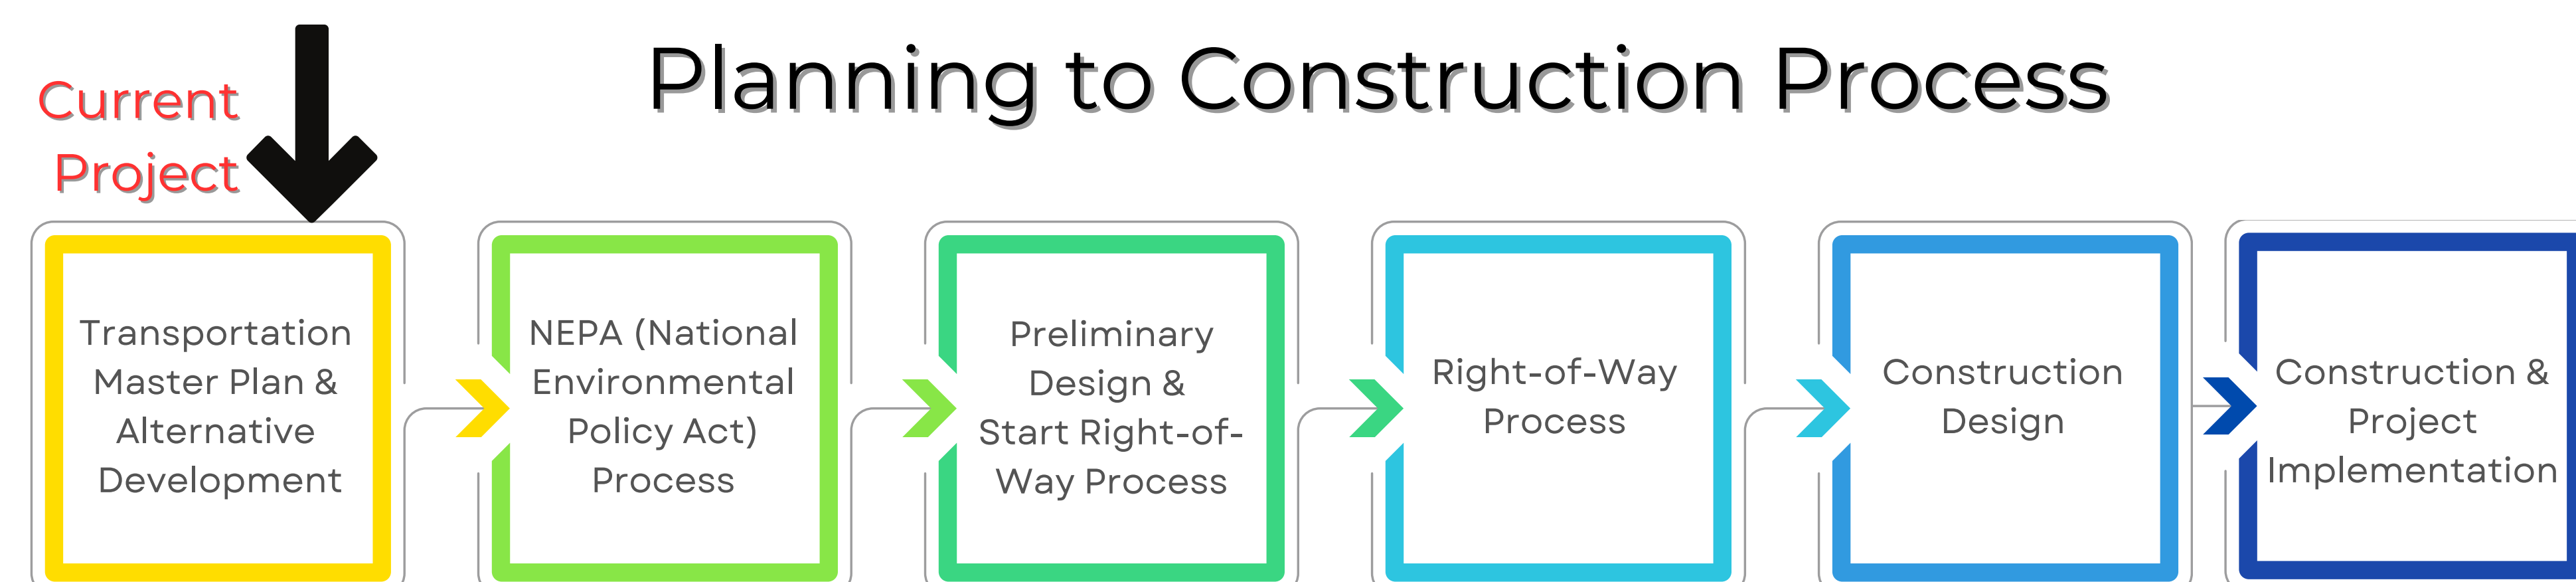 Planning to Construction Process
Current
Project
Transportation
Master Plan &
Alternative
Development
NEPA (National
Environmental
Policy Act)
Process
Preliminary
Design &
Start Right-of-
Way Process
Right-of-Way
Process
Construction
Design
Construction &
Project
Implementation